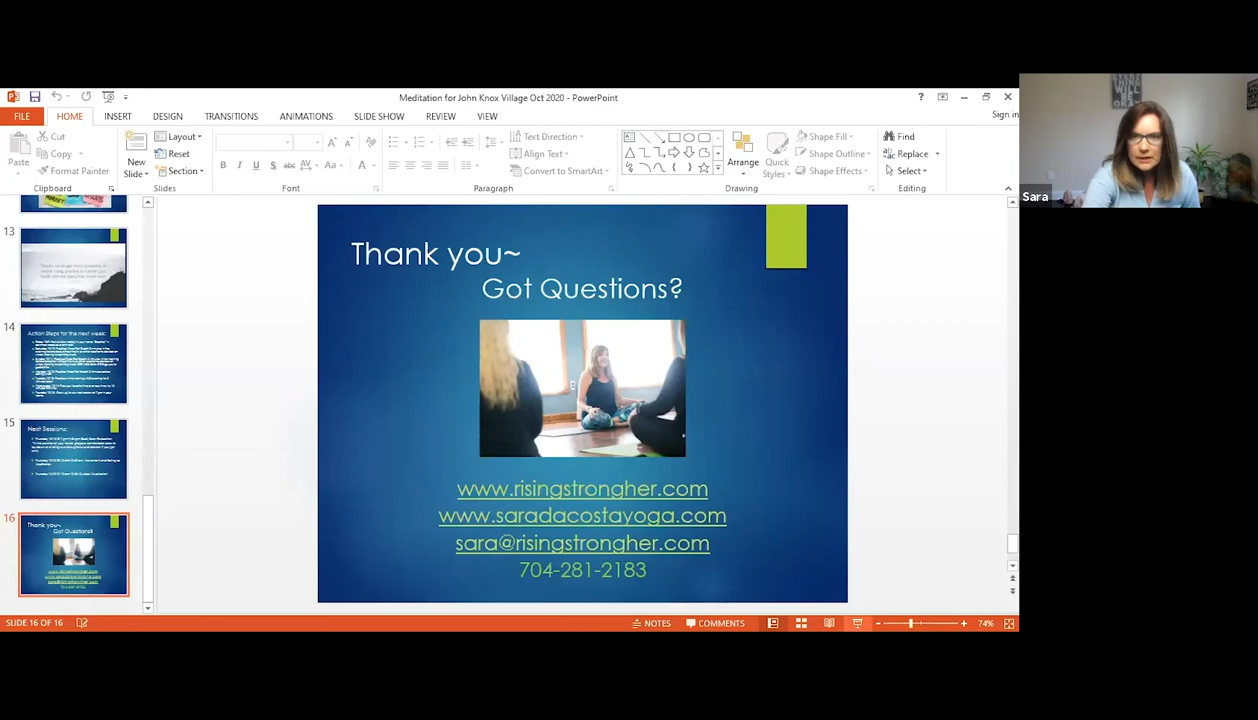 Meditation for John Knox Village Oct 2020 - PowerPoint
?
Sign in
FILE HOME INSERT DESIGN TRANSITIONS ANIMATIONS SLIDE SHOW REVIEW VIEW
Paste
Cut
Copy
Format Painter
Clipboard
New Slide
Layout
Reset
Section
Slides
B I U S abc AV Aa A
Font
Text Direction
Align Text
Convert to SmartArt
Paragraph
Arrange
Quick Styles
Shape Fill
Shape Outline
Shape Effects
Drawing
Find
Replace
Select
Editing
Sara
13
14
Action Steps for the next week:
15
Next Sessions:
16
Thank you~
Got Questions?
Thank you~
Got Questions?
www.risingstrongher.com
www.saradacostayoga.com
sara@risingstrongher.com
704-281-2183
SLIDE 16 OF 16
NOTES
COMMENTS
74%